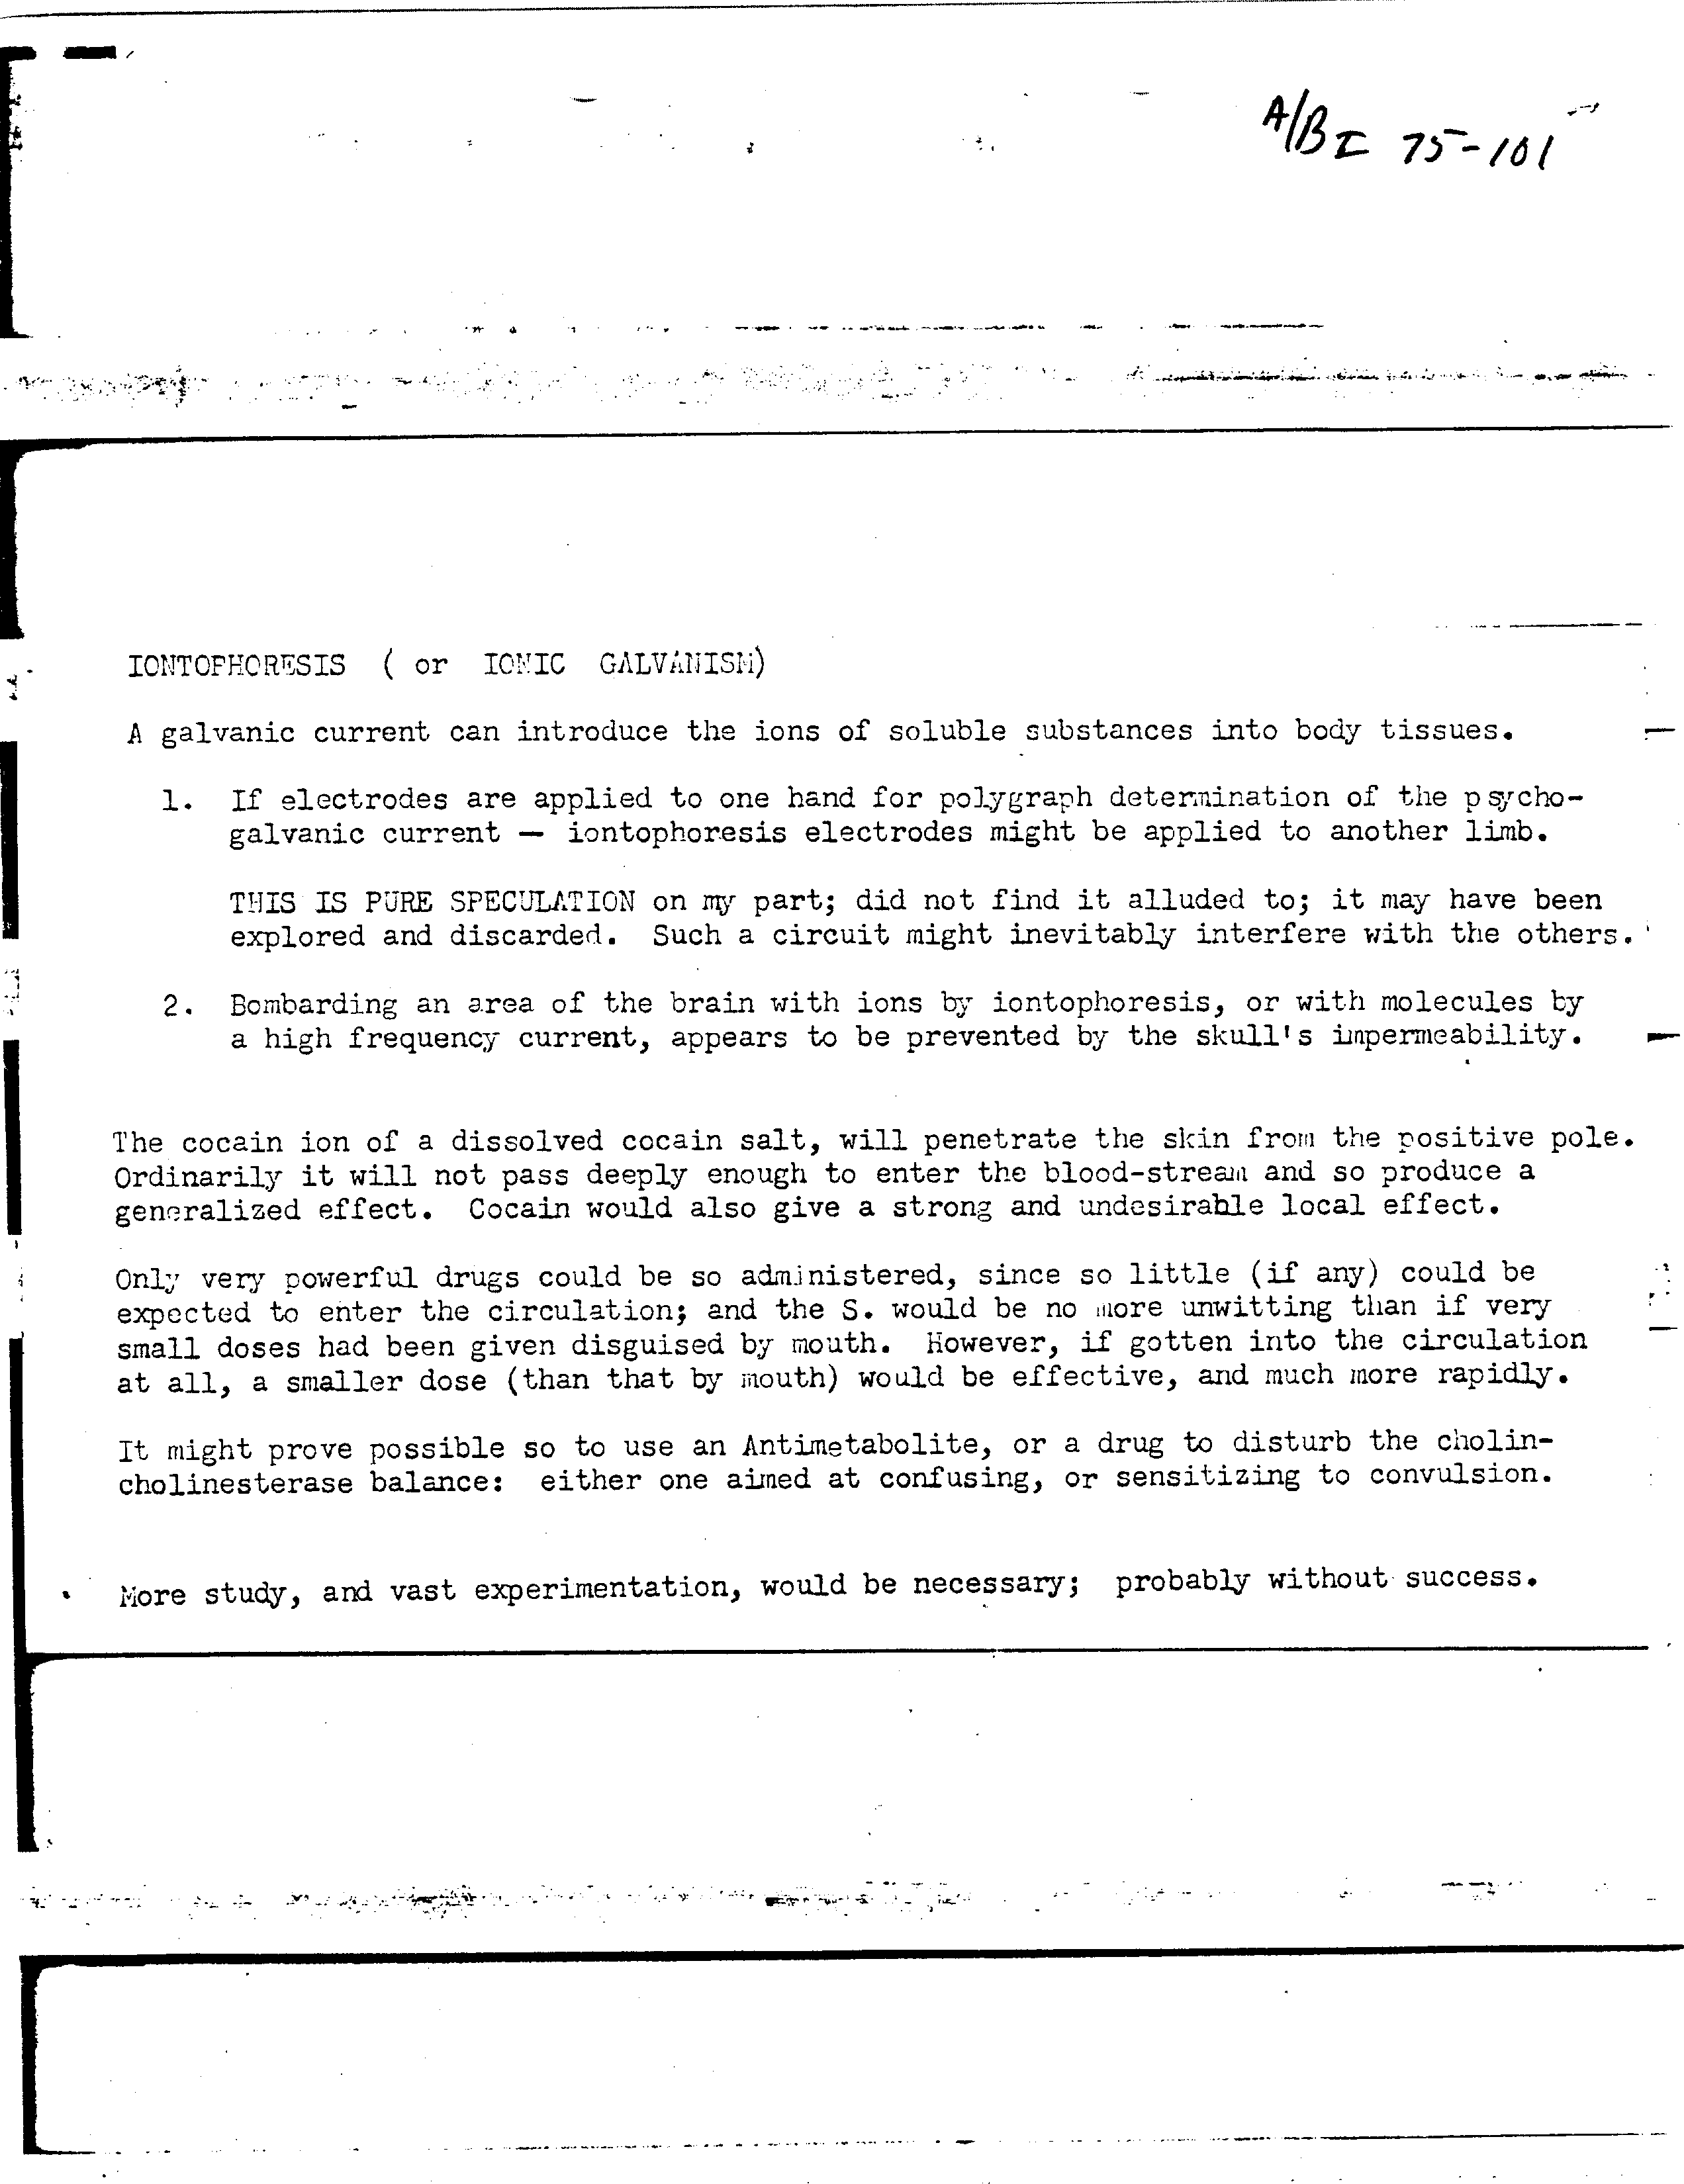 A/B I 75-101
IONTOPHORESIS ( or IONIC GALVANISM)
A galvanic current can introduce the ions of soluble substances into body tissues.
1. If electrodes are applied to one hand for polygraph determination of the psycho-
galvanic current — iontophoresis electrodes might be applied to another limb.
THIS IS PURE SPECULATION on my part; did not find it alluded to; it may have been
explored and discarded. Such a circuit might inevitably interfere with the others.
2. Bombarding an area of the brain with ions by iontophoresis, or with molecules by
a high frequency current, appears to be prevented by the skull's impermeability.
The cocain ion of a dissolved cocain salt, will penetrate the skin from the positive pole.
Ordinarily it will not pass deeply enough to enter the blood-stream and so produce a
generalized effect. Cocain would also give a strong and undesirable local effect.
Only very powerful drugs could be so administered, since so little (if any) could be
expected to enter the circulation; and the S. would be no more unwitting than if very
small doses had been given disguised by mouth. However, if gotten into the circulation
at all, a smaller dose (than that by mouth) would be effective, and much more rapidly.
It might prove possible so to use an Antimetabolite, or a drug to disturb the cholin-
cholinesterase balance: either one aimed at confusing, or sensitizing to convulsion.
More study, and vast experimentation, would be necessary; probably without success.